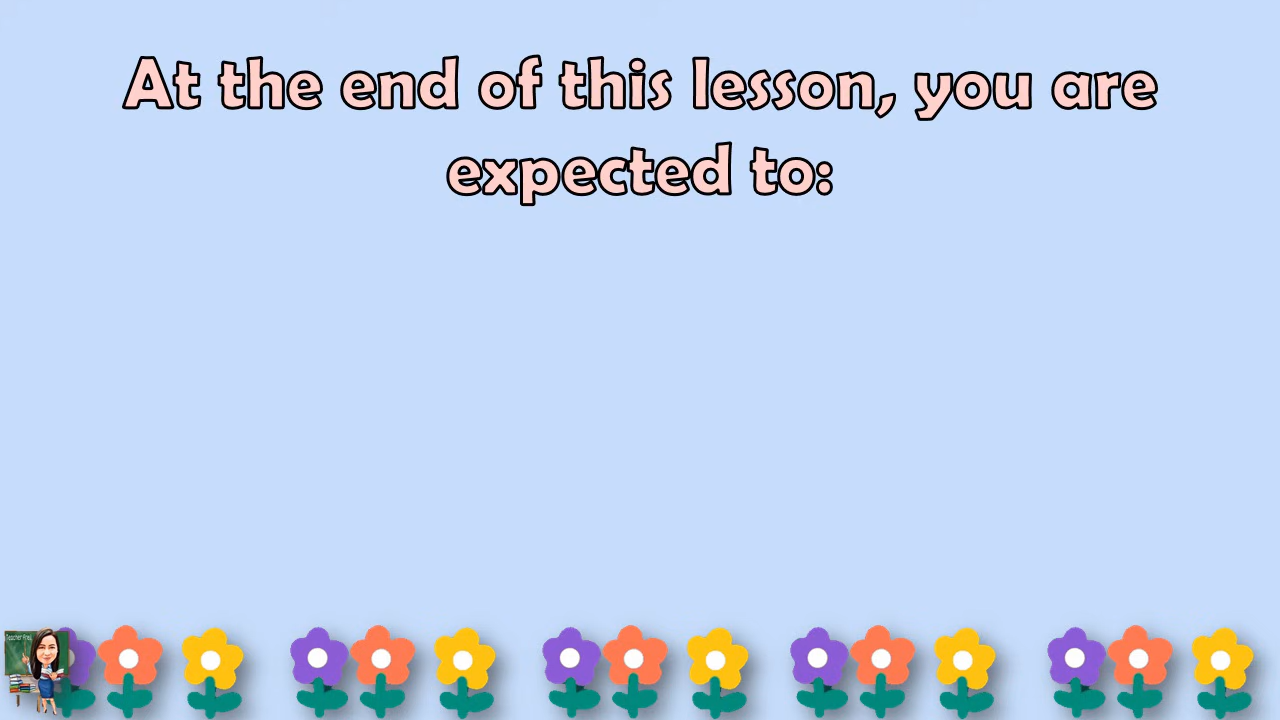 At the end of this lesson, you are
expected to: